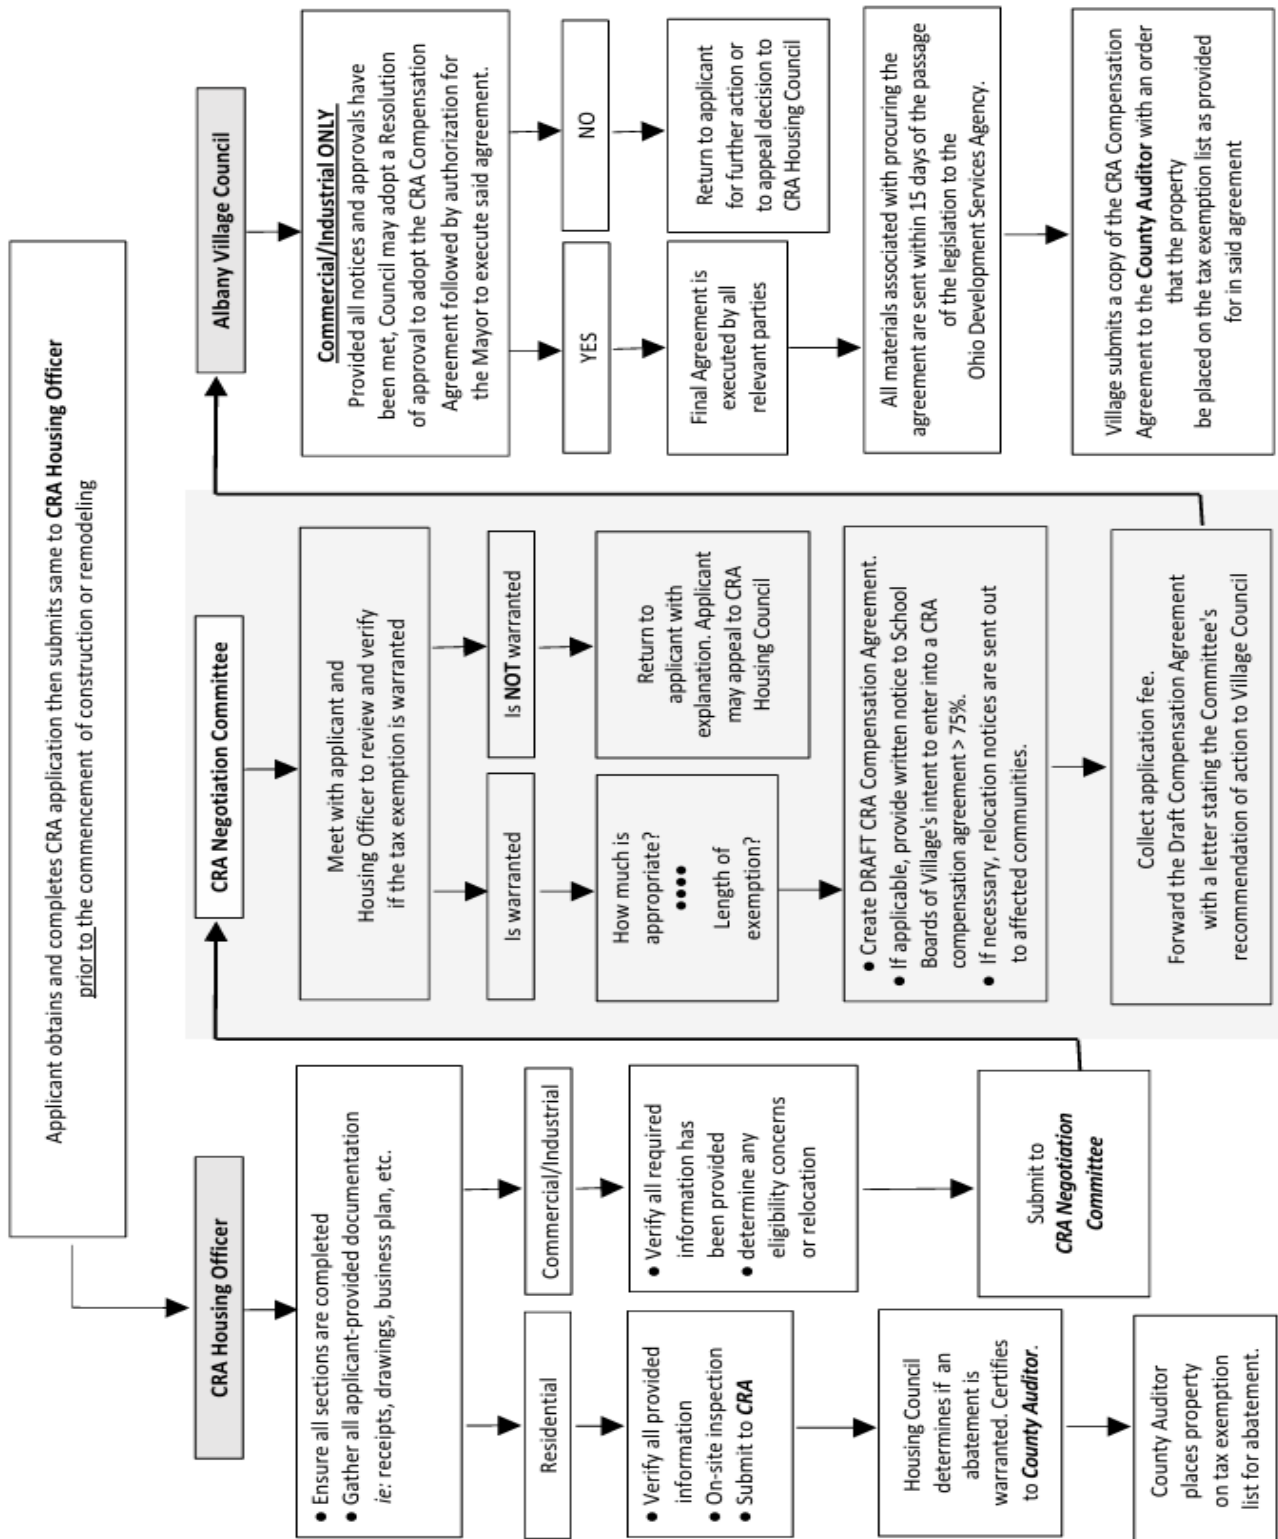 Applicant obtains and completes CRA application then submits same to CRA Housing Officer
prior to the commencement of construction or remodeling
CRA Housing Officer
● Ensure all sections are completed
● Gather all applicant-provided documentation
ie: receipts, drawings, business plan, etc.
Residential
● Verify all provided
information
● On-site inspection
● Submit to CRA
Housing Council
determines if an
abatement is
warranted. Certifies
to County Auditor.
County Auditor
places property
on tax exemption
list for abatement.
Commercial/Industrial
● Verify all required
information has
been provided
● determine any
eligibility concerns
or relocation
Submit to
CRA Negotiation
Committee
CRA Negotiation Committee
Meet with applicant and
Housing Officer to review and verify
if the tax exemption is warranted
Is warranted
How much is
appropriate?
●●●●
Length of
exemption?
Is NOT warranted
Return to
applicant with
explanation. Applicant
may appeal to CRA
Housing Council
● Create DRAFT CRA Compensation Agreement.
● If applicable, provide written notice to School
Boards of Village's intent to enter into a CRA
compensation agreement > 75%.
● If necessary, relocation notices are sent out
to affected communities.
Collect application fee.
Forward the Draft Compensation Agreement
with a letter stating the Committee's
recommendation of action to Village Council
Albany Village Council
Commercial/Industrial ONLY
Provided all notices and approvals have
been met, Council may adopt a Resolution
of approval to adopt the CRA Compensation
Agreement followed by authorization for
the Mayor to execute said agreement.
YES
Final Agreement is
executed by all
relevant parties
NO
Return to applicant
for further action or
to appeal decision to
CRA Housing Council
All materials associated with procuring the
agreement are sent within 15 days of the passage
of the legislation to the
Ohio Development Services Agency.
Village submits a copy of the CRA Compensation
Agreement to the County Auditor with an order
that the property
be placed on the tax exemption list as provided
for in said agreement